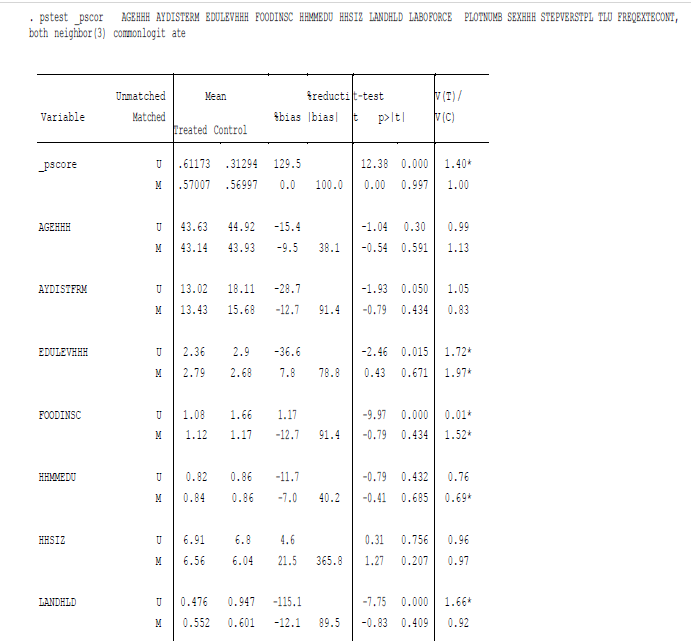 . pstest _pscor AGEHHH AYDISTERM EDULEVHHH FOODINSC HHMMEDU HHSIZ LANDHLD LABOFORCE PLOTNUMB SEXHHH STEPVERSTPL TLU FREQEXTECONT,
both neighbor(3) commonlogit ate
Unmatched Mean %reducti t-test V(T)/
Variable Matched %bias |bias| t p>|t| V(C)
Treated Control
_pscore U .61173 .31294 129.5 12.38 0.000 1.40*
M .57007 .56997 0.0 100.0 0.00 0.997 1.00
AGEHHH U 43.63 44.92 -15.4 -1.04 0.30 0.99
M 43.14 43.93 -9.5 38.1 -0.54 0.591 1.13
AYDISTFRM U 13.02 18.11 -28.7 -1.93 0.050 1.05
M 13.43 15.68 -12.7 91.4 -0.79 0.434 0.83
EDULEVHHH U 2.36 2.9 -36.6 -2.46 0.015 1.72*
M 2.79 2.68 7.8 78.8 0.43 0.671 1.97*
FOODINSC U 1.08 1.66 1.17 -9.97 0.000 0.01*
M 1.12 1.17 -12.7 91.4 -0.79 0.434 1.52*
HHMMEDU U 0.82 0.86 -11.7 -0.79 0.432 0.76
M 0.84 0.86 -7.0 40.2 -0.41 0.685 0.69*
HHSIZ U 6.91 6.8 4.6 0.31 0.756 0.96
M 6.56 6.04 21.5 365.8 1.27 0.207 0.97
LANDHLD U 0.476 0.947 -115.1 -7.75 0.000 1.66*
M 0.552 0.601 -12.1 89.5 -0.83 0.409 0.92